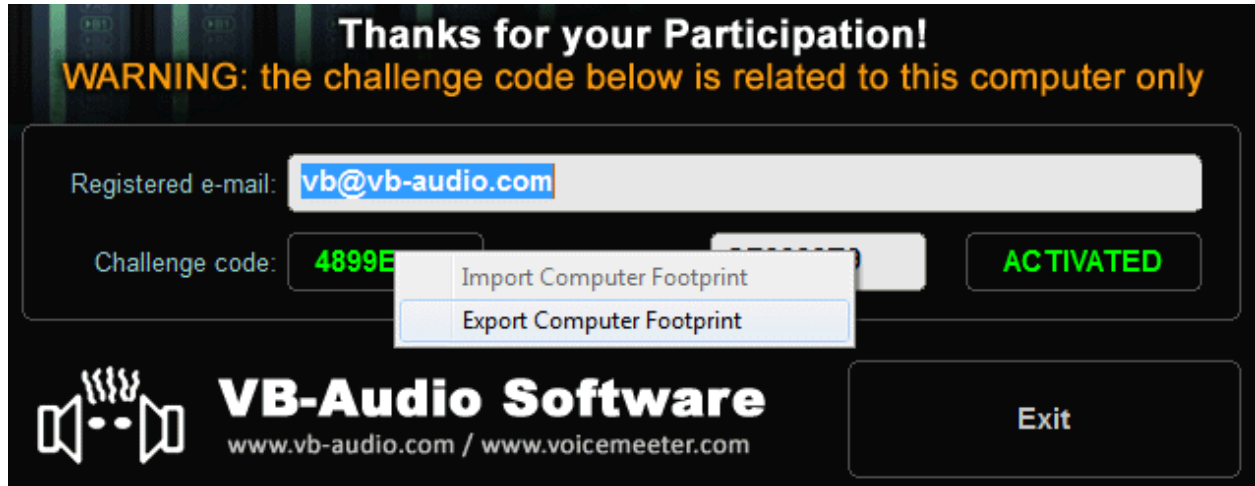 Thanks for your Participation!
WARNING: the challenge code below is related to this computer only
Registered e-mail: vb@vb-audio.com
Challenge code: 4899E ACTIVATED
Import Computer Footprint
Export Computer Footprint
VB-Audio Software
www.vb-audio.com / www.voicemeeter.com
Exit